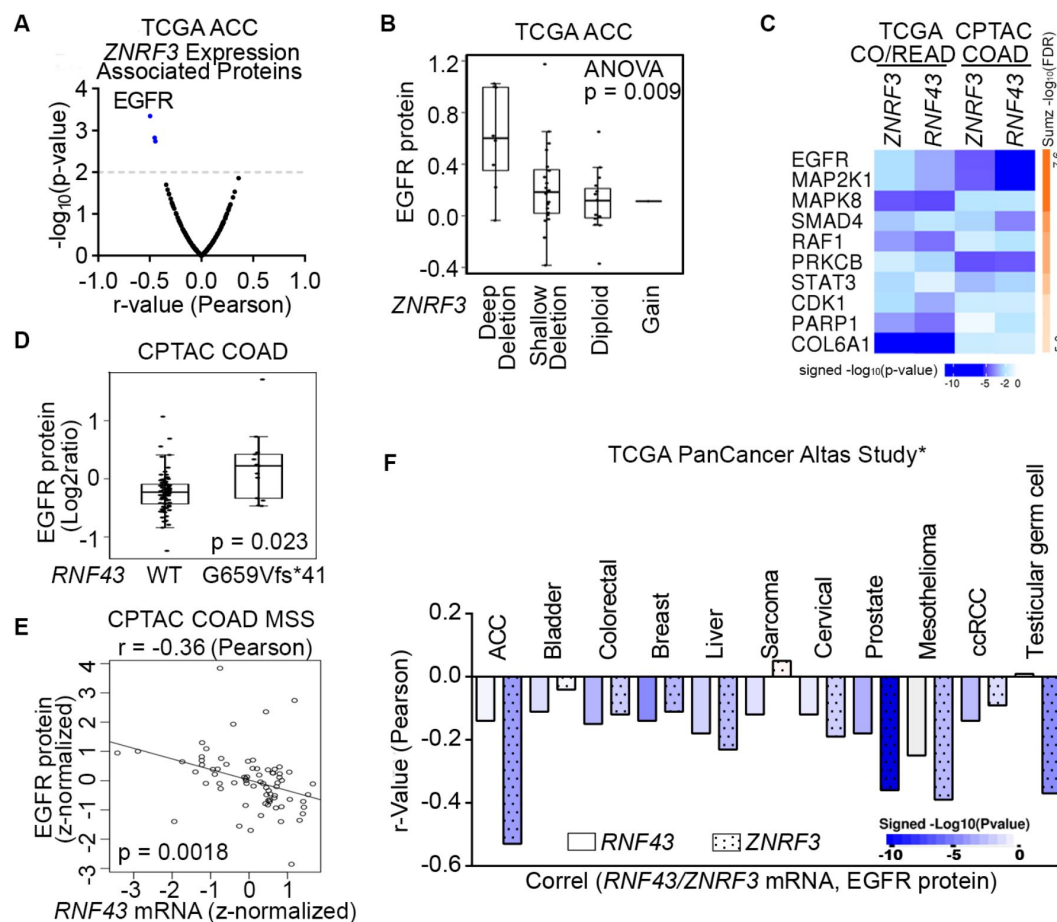 A
TCGA ACC
ZNRF3 Expression
Associated Proteins
EGFR
4
3
2
1
0
-log₁₀(p-value)
-1.0 -0.5 0.0 0.5 1.0
r-value (Pearson)
B
TCGA ACC
ANOVA
p = 0.009
EGFR protein
1.2
0.8
0.4
0.0
-0.4
ZNRF3
Deep Deletion
Shallow Deletion
Diploid
Gain
C
TCGA CO/READ
CPTAC COAD
ZNRF3 RNF43 ZNRF3 RNF43
Sumz -log₁₀(FDR)
7.6
EGFR
MAP2K1
MAPK8
SMAD4
RAF1
PRKCB
STAT3
CDK1
PARP1
COL6A1
signed -log₁₀(p-value)
-10 -5 -2 0
D
CPTAC COAD
EGFR protein
(Log2ratio)
1
0
-1
p = 0.023
RNF43 WT G659Vfs*41
E
CPTAC COAD MSS
r = -0.36 (Pearson)
EGFR protein
(z-normalized)
4
3
2
1
0
-1
-2
-3
p = 0.0018
-3 -2 -1 0 1
RNF43 mRNA (z-normalized)
F
TCGA PanCancer Altas Study*
ACC
Bladder
Colorectal
Breast
Liver
Sarcoma
Cervical
Prostate
Mesothelioma
ccRCC
Testicular germ cell
r-Value (Pearson)
0.2
0.0
-0.2
-0.4
-0.6
RNF43 ZNRF3
Signed -Log10(Pvalue)
-10 -5 0
Correl (RNF43/ZNRF3 mRNA, EGFR protein)